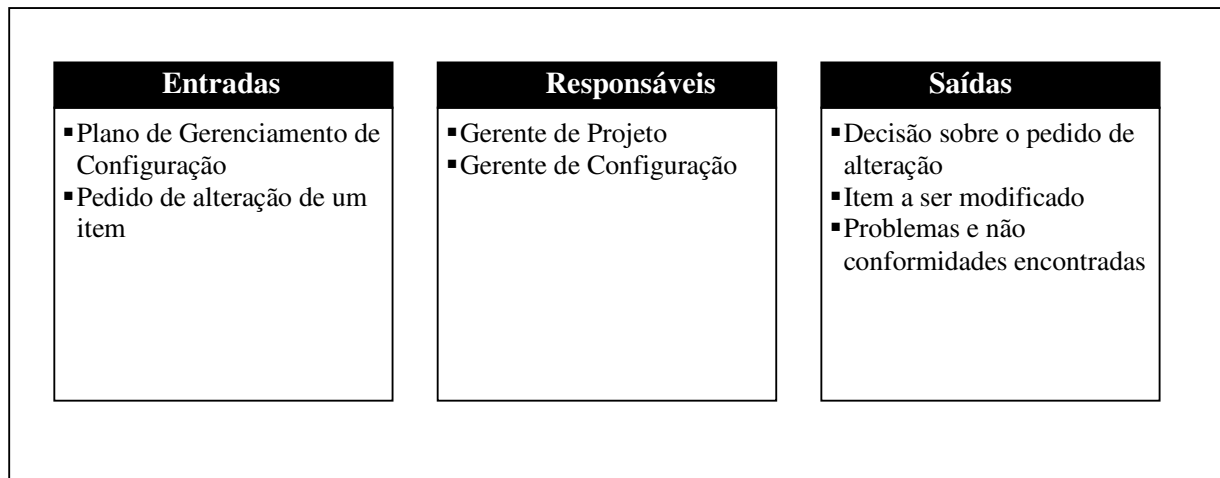 Entradas
▪Plano de Gerenciamento de
Configuração
▪Pedido de alteração de um
item
Responsáveis
▪Gerente de Projeto
▪Gerente de Configuração
Saídas
▪Decisão sobre o pedido de
alteração
▪Item a ser modificado
▪Problemas e não
conformidades encontradas